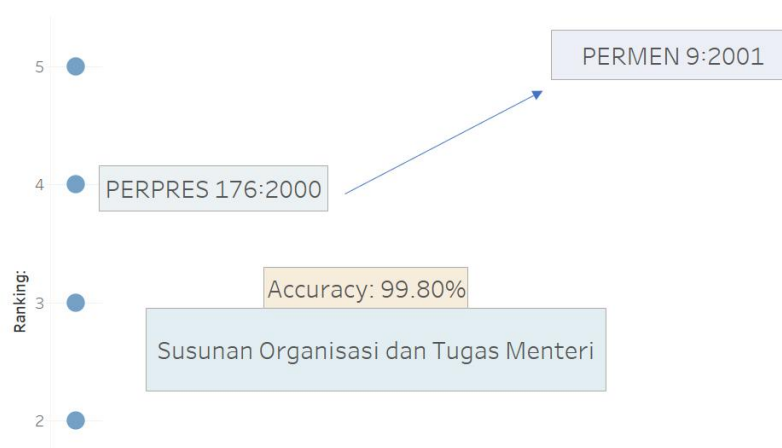 5
PERMEN 9:2001
4
PERPRES 176:2000
Ranking:
Accuracy: 99.80%
3
Susunan Organisasi dan Tugas Menteri
2